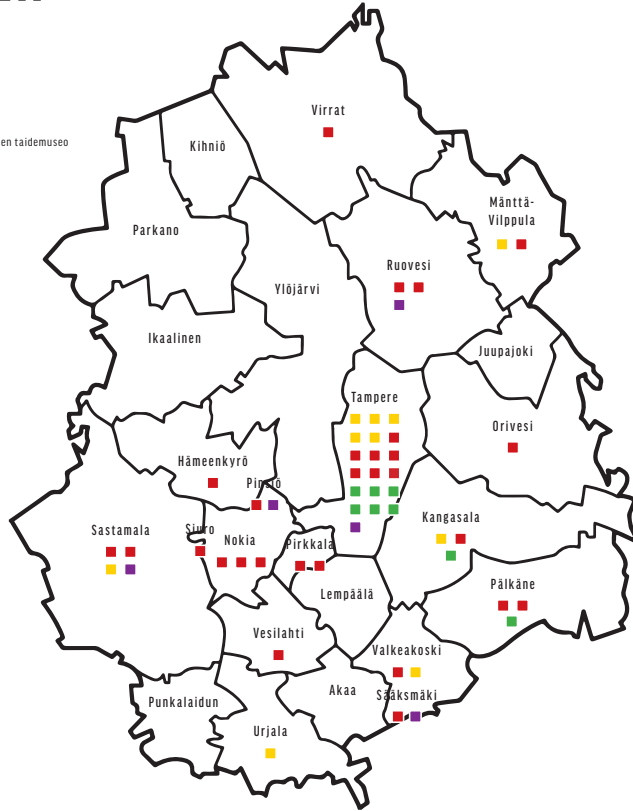 en taidemuseo
Virrat
Kihniö
Mänttä-
Vilppula
Parkano
Ruovesi
Ylöjärvi
Ikaalinen
Juupajoki
Tampere
Orivesi
Hämeenkyrö
Pinsiö
Kangasala
Sastamala
Siuro
Nokia
Pirkkala
Pälkäne
Lempäälä
Vesilahti
Valkeakoski
Akaa
Sääksmäki
Punkalaidun
Urjala